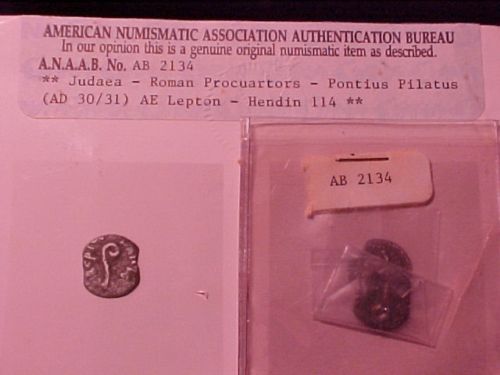 AMERICAN NUMISMATIC ASSOCIATION AUTHENTICATION BUREAU
In our opinion this is a genuine original numismatic item as described.
A.N.A.A.B. No. AB 2134
** Judaea - Roman Procuartors - Pontius Pilatus
(AD 30/31) AE Lepton - Hendin 114 **
AB 2134